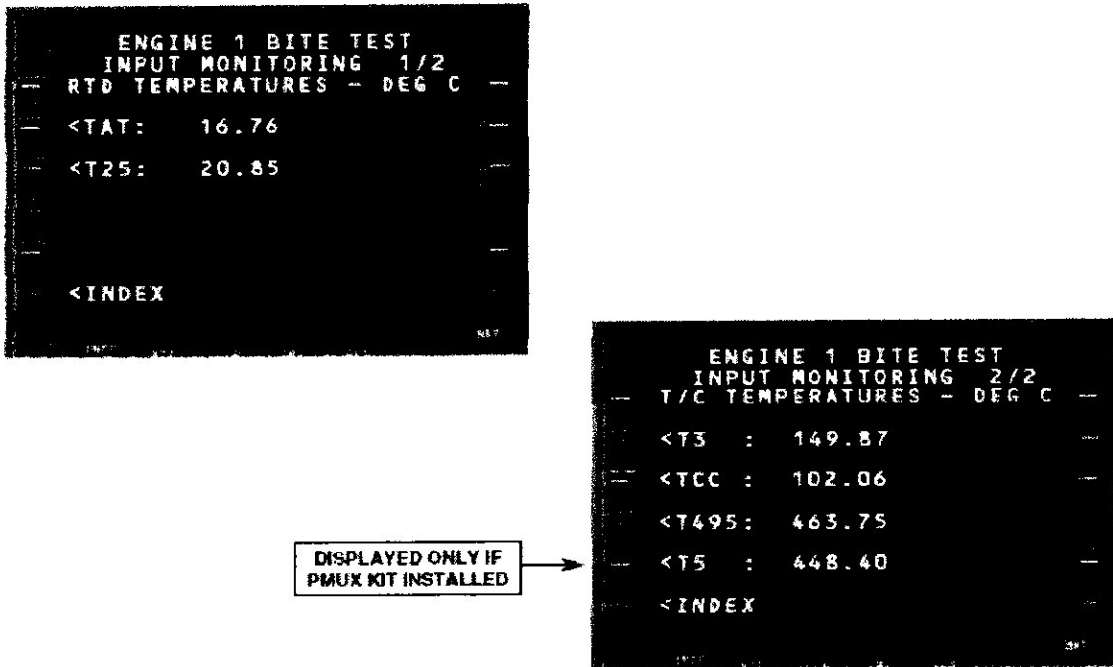 ENGINE 1 BITE TEST
INPUT MONITORING 1/2
RTD TEMPERATURES - DEG C
<TAT: 16.76
<T25: 20.85
<INDEX
ENGINE 1 BITE TEST
INPUT MONITORING 2/2
T/C TEMPERATURES - DEG C
<T3 : 149.87
<TCC : 102.06
<T495: 463.75
<T5 : 448.40
<INDEX
DISPLAYED ONLY IF
PMUX KIT INSTALLED